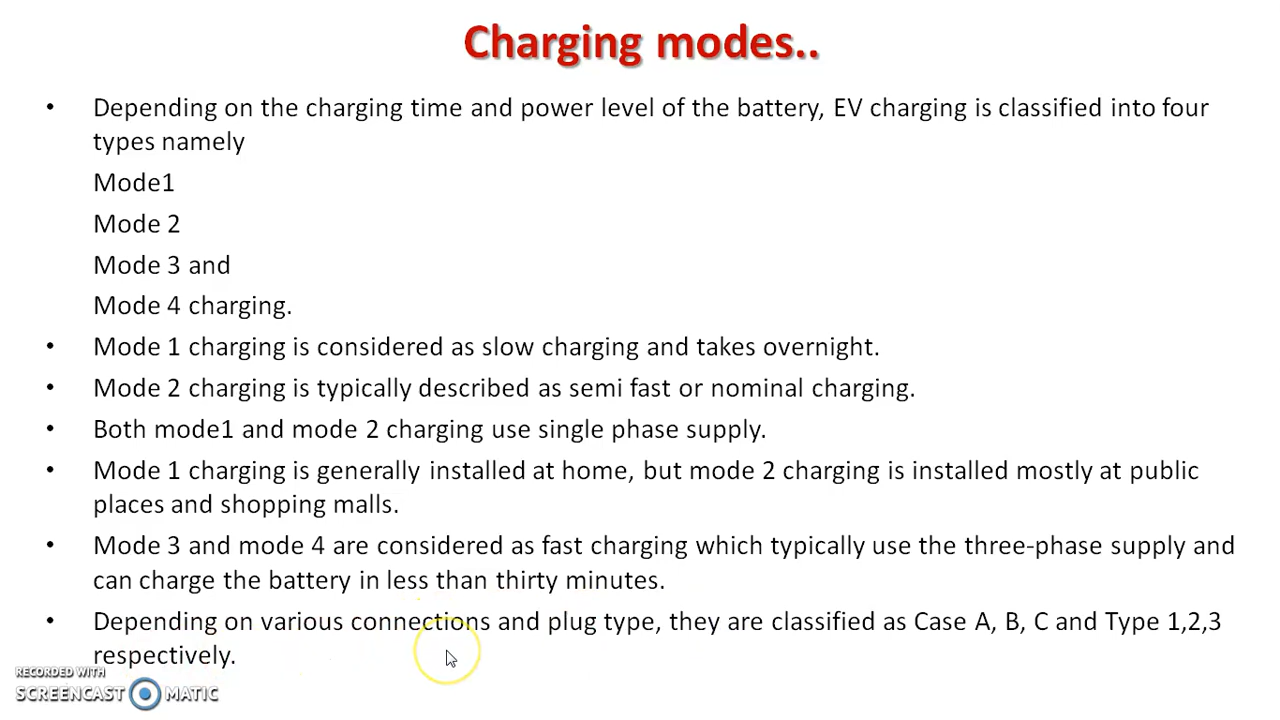 Charging modes..
• Depending on the charging time and power level of the battery, EV charging is classified into four
types namely
Mode1
Mode 2
Mode 3 and
Mode 4 charging.
• Mode 1 charging is considered as slow charging and takes overnight.
• Mode 2 charging is typically described as semi fast or nominal charging.
• Both mode1 and mode 2 charging use single phase supply.
• Mode 1 charging is generally installed at home, but mode 2 charging is installed mostly at public
places and shopping malls.
• Mode 3 and mode 4 are considered as fast charging which typically use the three-phase supply and
can charge the battery in less than thirty minutes.
• Depending on various connections and plug type, they are classified as Case A, B, C and Type 1,2,3
respectively.
RECORDED WITH
SCREENCAST MATIC